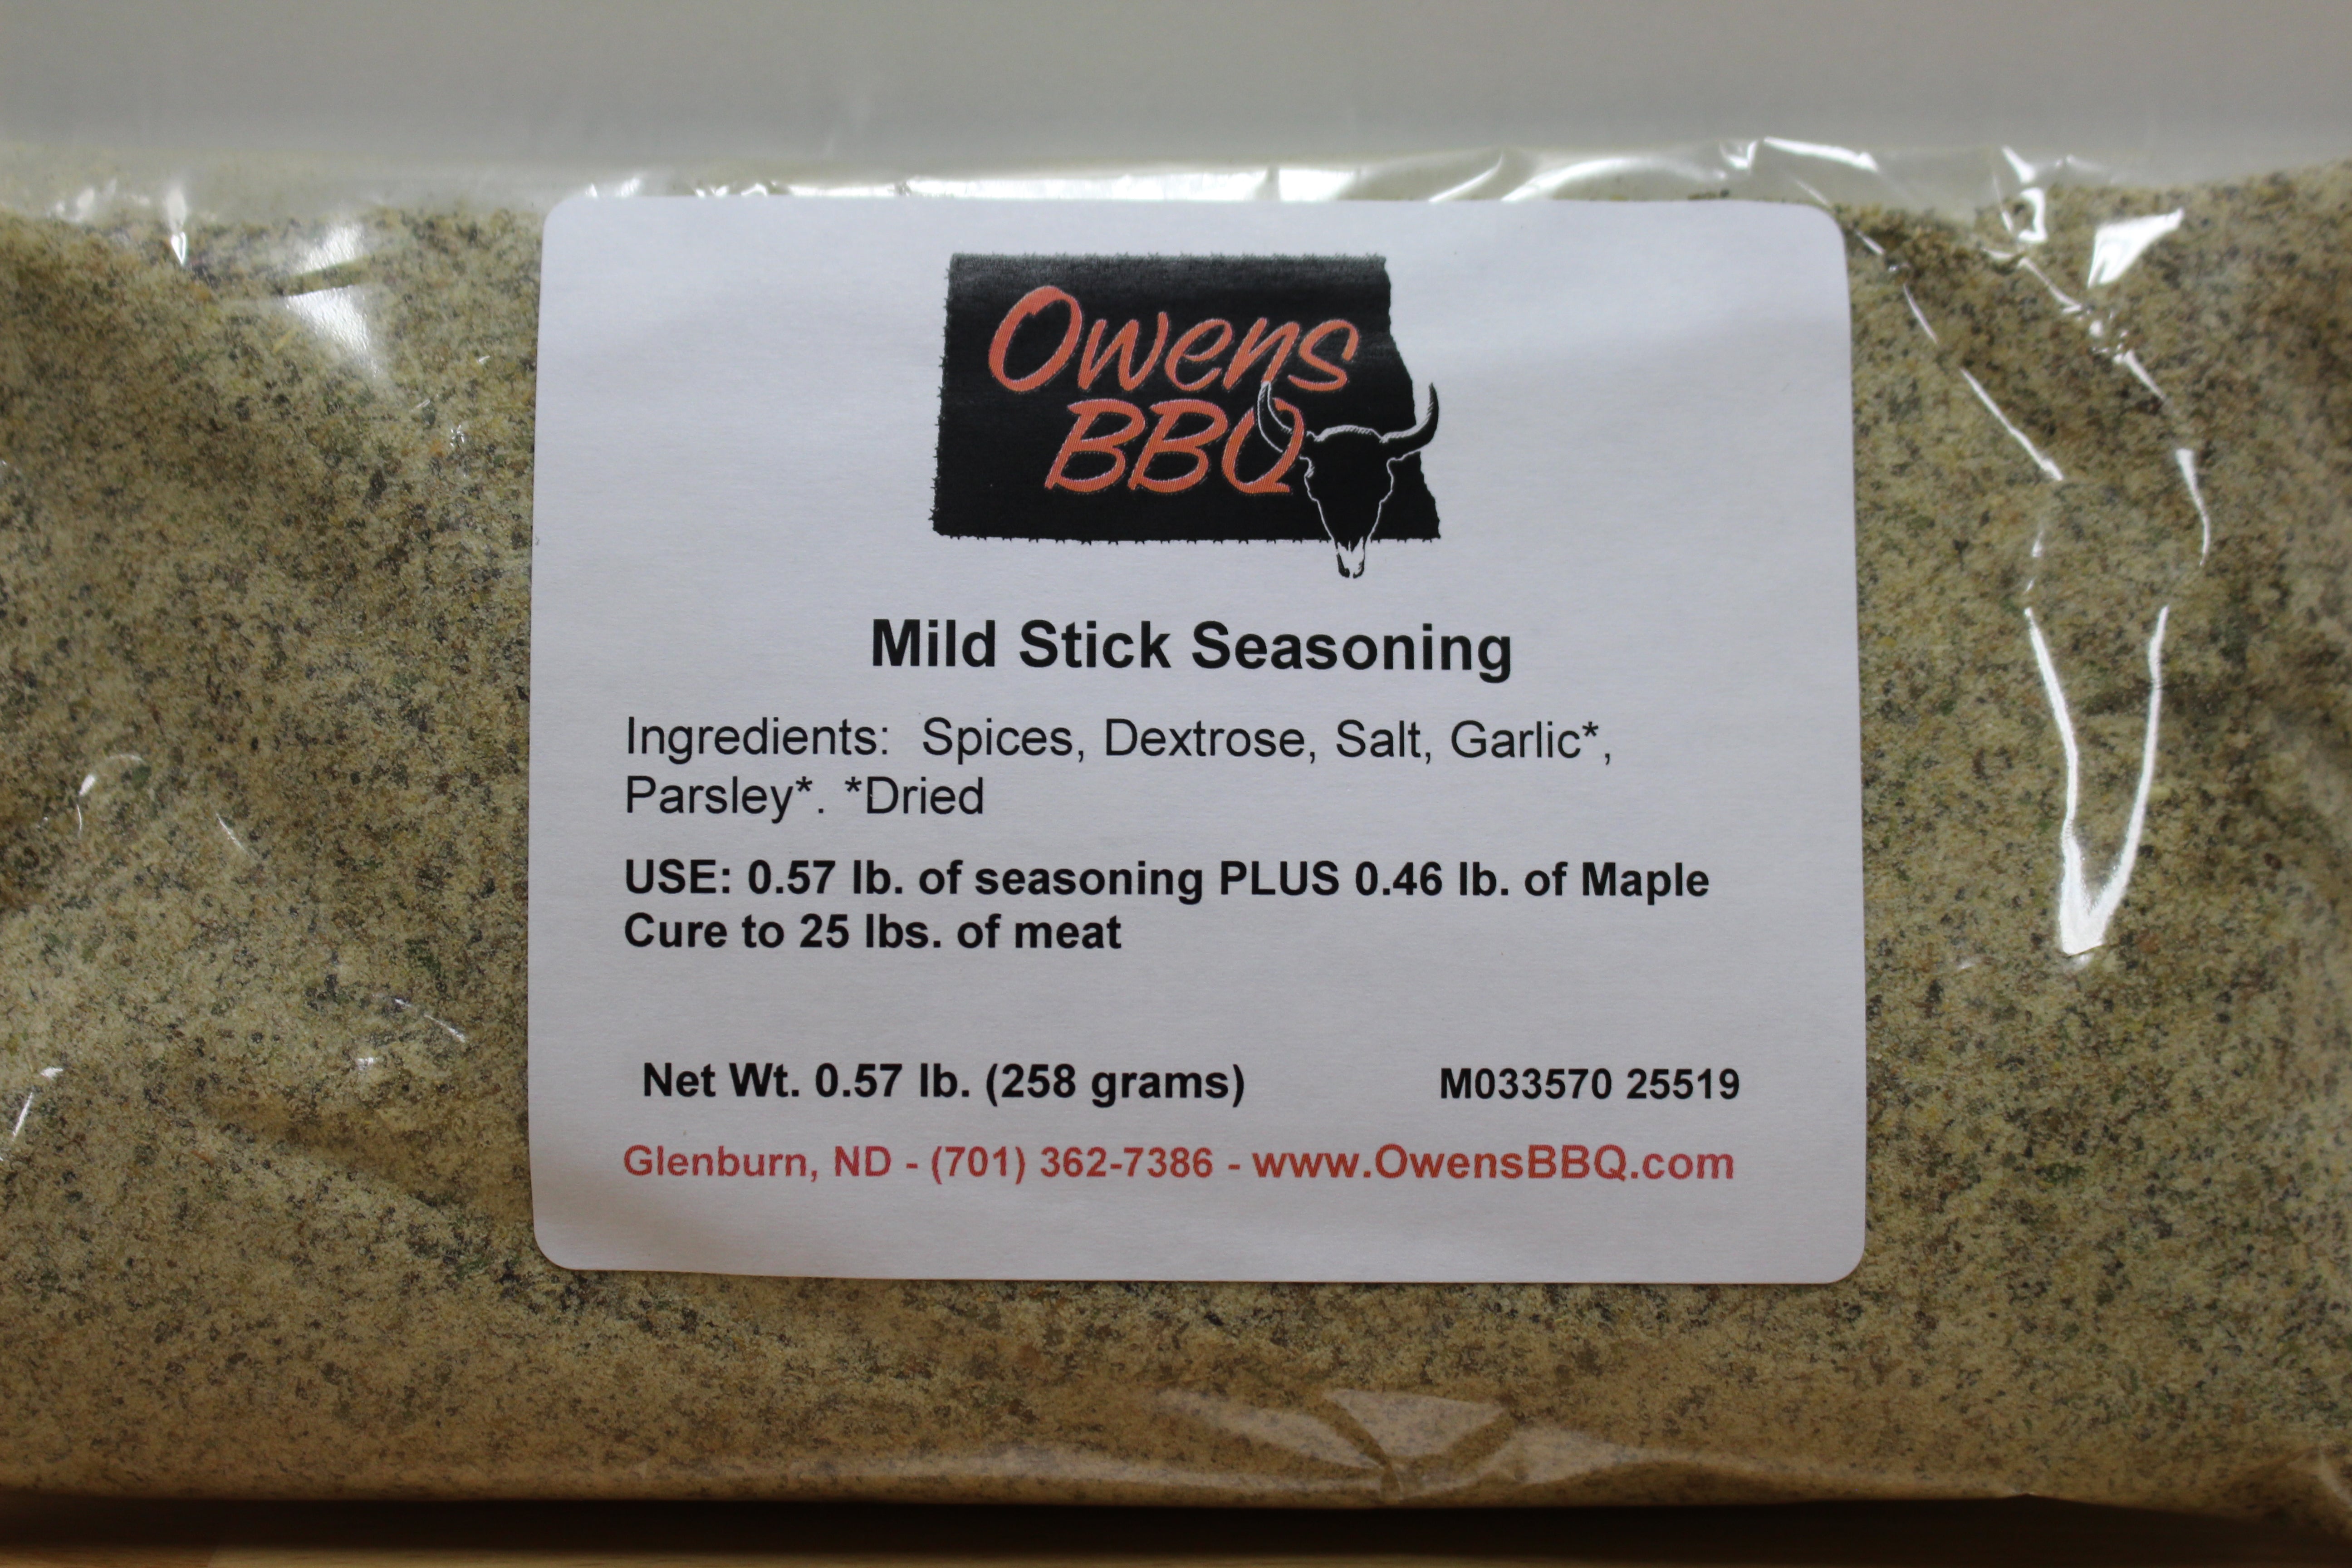 Owens
BBQ
Mild Stick Seasoning
Ingredients:  Spices, Dextrose, Salt, Garlic*,
Parsley*. *Dried
USE: 0.57 lb. of seasoning PLUS 0.46 lb. of Maple
Cure to 25 lbs. of meat
Net Wt. 0.57 lb. (258 grams) M033570 25519
Glenburn, ND - (701) 362-7386 - www.OwensBBQ.com